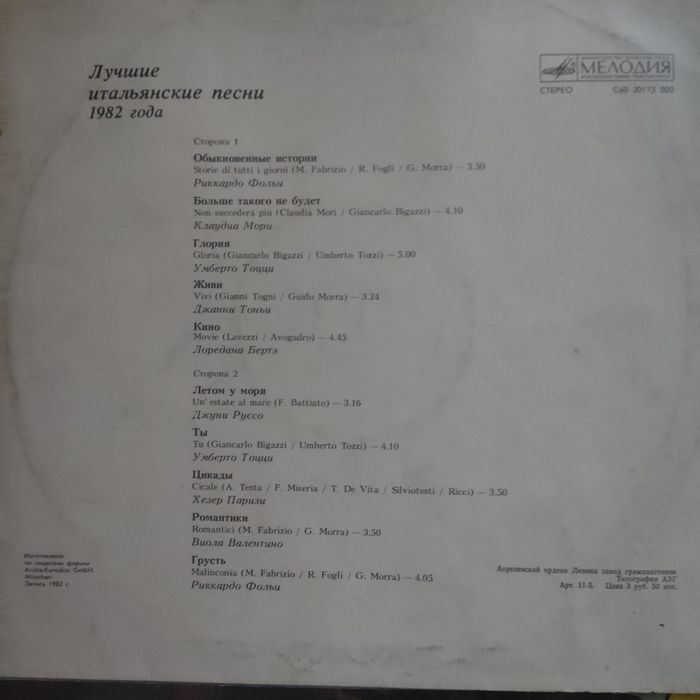 Лучшие
итальянские песни
1982 года
МЕЛОДИЯ
СТЕРЕО С60 20173 000
Сторона 1
Обыкновенные истории
Storie di tutti i giorni (M. Fabrizio / R. Fogli / G. Morra) — 3.50
Риккардо Фольи
Больше такого не будет
Non succederà più (Claudia Mori / Giancarlo Bigazzi) — 4.10
Клаудиа Мори
Глория
Gloria (Giancarlo Bigazzi / Umberto Tozzi) — 5.00
Умберто Тоцци
Живи
Vivi (Gianni Togni / Guido Morra) — 3.24
Джанни Тоньи
Кино
Movie (Lavezzi / Avogadro) — 4.45
Лоредана Бертэ
Сторона 2
Летом у моря
Un' estate al mare (F. Battiato) — 3.16
Джуни Руссо
Ты
Tu (Giancarlo Bigazzi / Umberto Tozzi) — 4.10
Умберто Тоцци
Цикады
Cicale (A. Testa / F. Miseria / T. De Vita / Silviotesti / Ricci) — 3.50
Хезер Паризи
Романтики
Romantici (M. Fabrizio / G. Morra) — 3.50
Виола Валентино
Грусть
Malinconia (M. Fabrizio / R. Fogli / G. Morra) — 4.05
Риккардо Фольи
Изготовлено
по лицензии фирмы
Ariola-Eurodisc GmbH,
München
Запись 1982 г.
Апрелевский ордена Ленина завод грампластинок
Типография АЗГ
Арт. 11-5. Цена 3 руб. 50 коп.